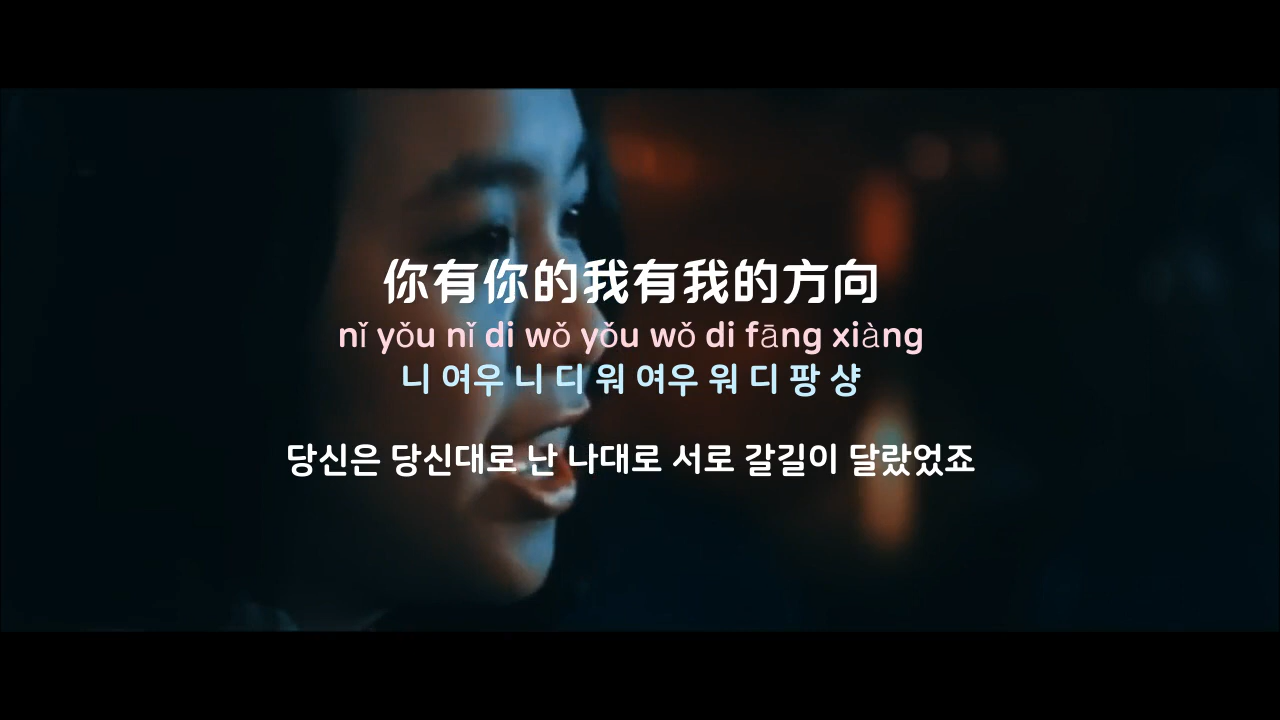 你有你的我有我的方向
nǐ yǒu nǐ di wǒ yǒu wǒ di fāng xiàng
니 여우 니 디 워 여우 워 디 팡 샹
당신은 당신대로 난 나대로 서로 갈길이 달랐었죠